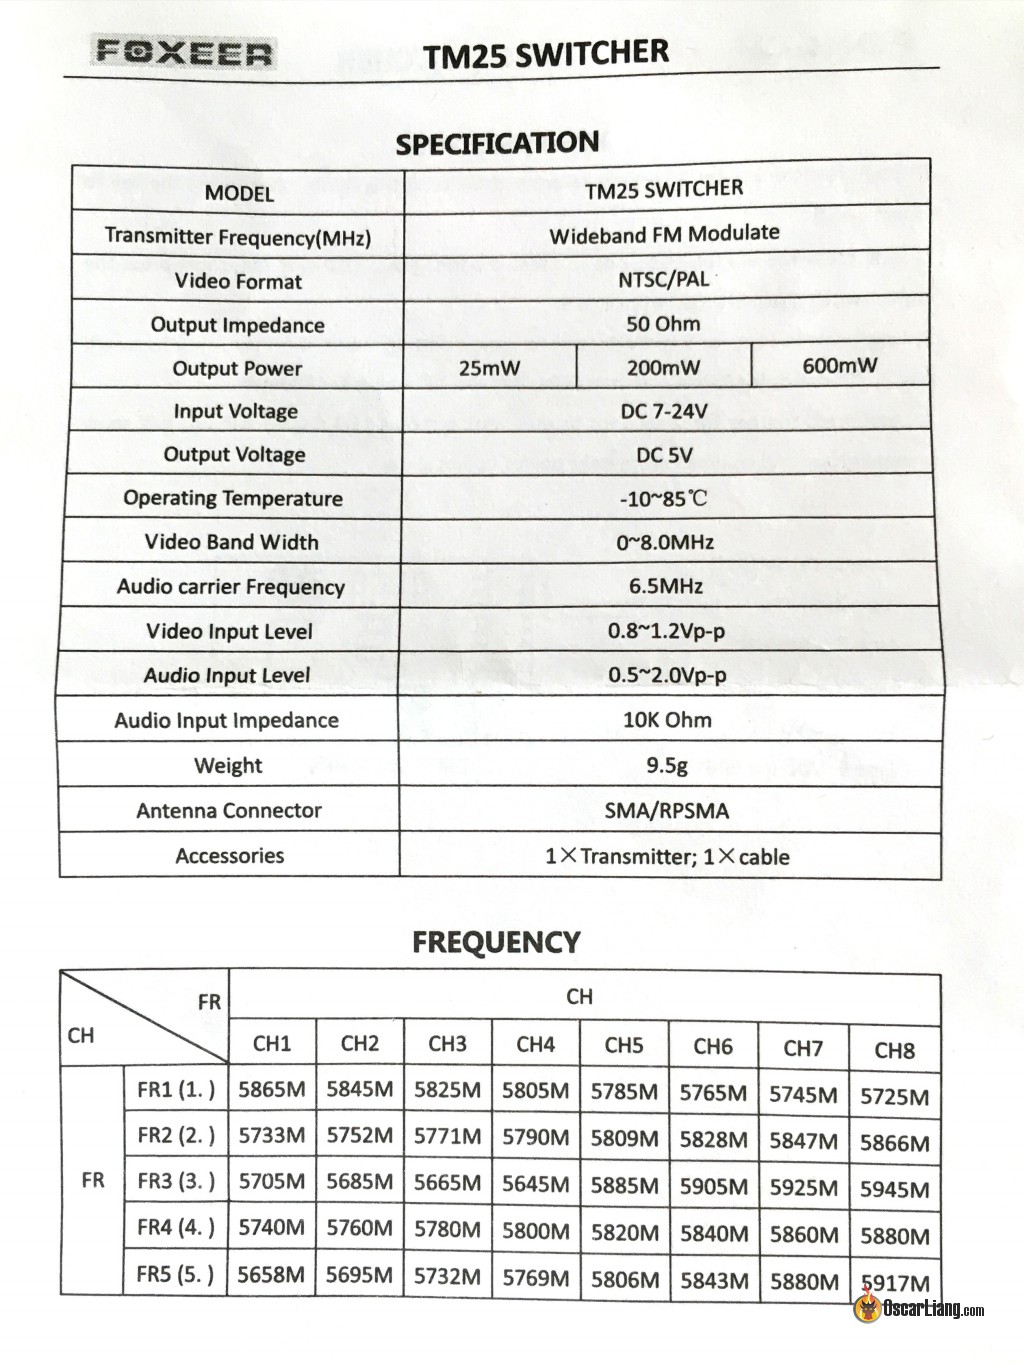 FOXEER
TM25 SWITCHER
SPECIFICATION
MODEL TM25 SWITCHER
Transmitter Frequency(MHz) Wideband FM Modulate
Video Format NTSC/PAL
Output Impedance 50 Ohm
Output Power 25mW 200mW 600mW
Input Voltage DC 7-24V
Output Voltage DC 5V
Operating Temperature -10~85℃
Video Band Width 0~8.0MHz
Audio carrier Frequency 6.5MHz
Video Input Level 0.8~1.2Vp-p
Audio Input Level 0.5~2.0Vp-p
Audio Input Impedance 10K Ohm
Weight 9.5g
Antenna Connector SMA/RPSMA
Accessories 1×Transmitter; 1×cable
FREQUENCY
FR CH
CH
CH1 CH2 CH3 CH4 CH5 CH6 CH7 CH8
FR1 (1. ) 5865M 5845M 5825M 5805M 5785M 5765M 5745M 5725M
FR2 (2. ) 5733M 5752M 5771M 5790M 5809M 5828M 5847M 5866M
FR FR3 (3. ) 5705M 5685M 5665M 5645M 5885M 5905M 5925M 5945M
FR4 (4. ) 5740M 5760M 5780M 5800M 5820M 5840M 5860M 5880M
FR5 (5. ) 5658M 5695M 5732M 5769M 5806M 5843M 5880M 5917M
OscarLiang.com